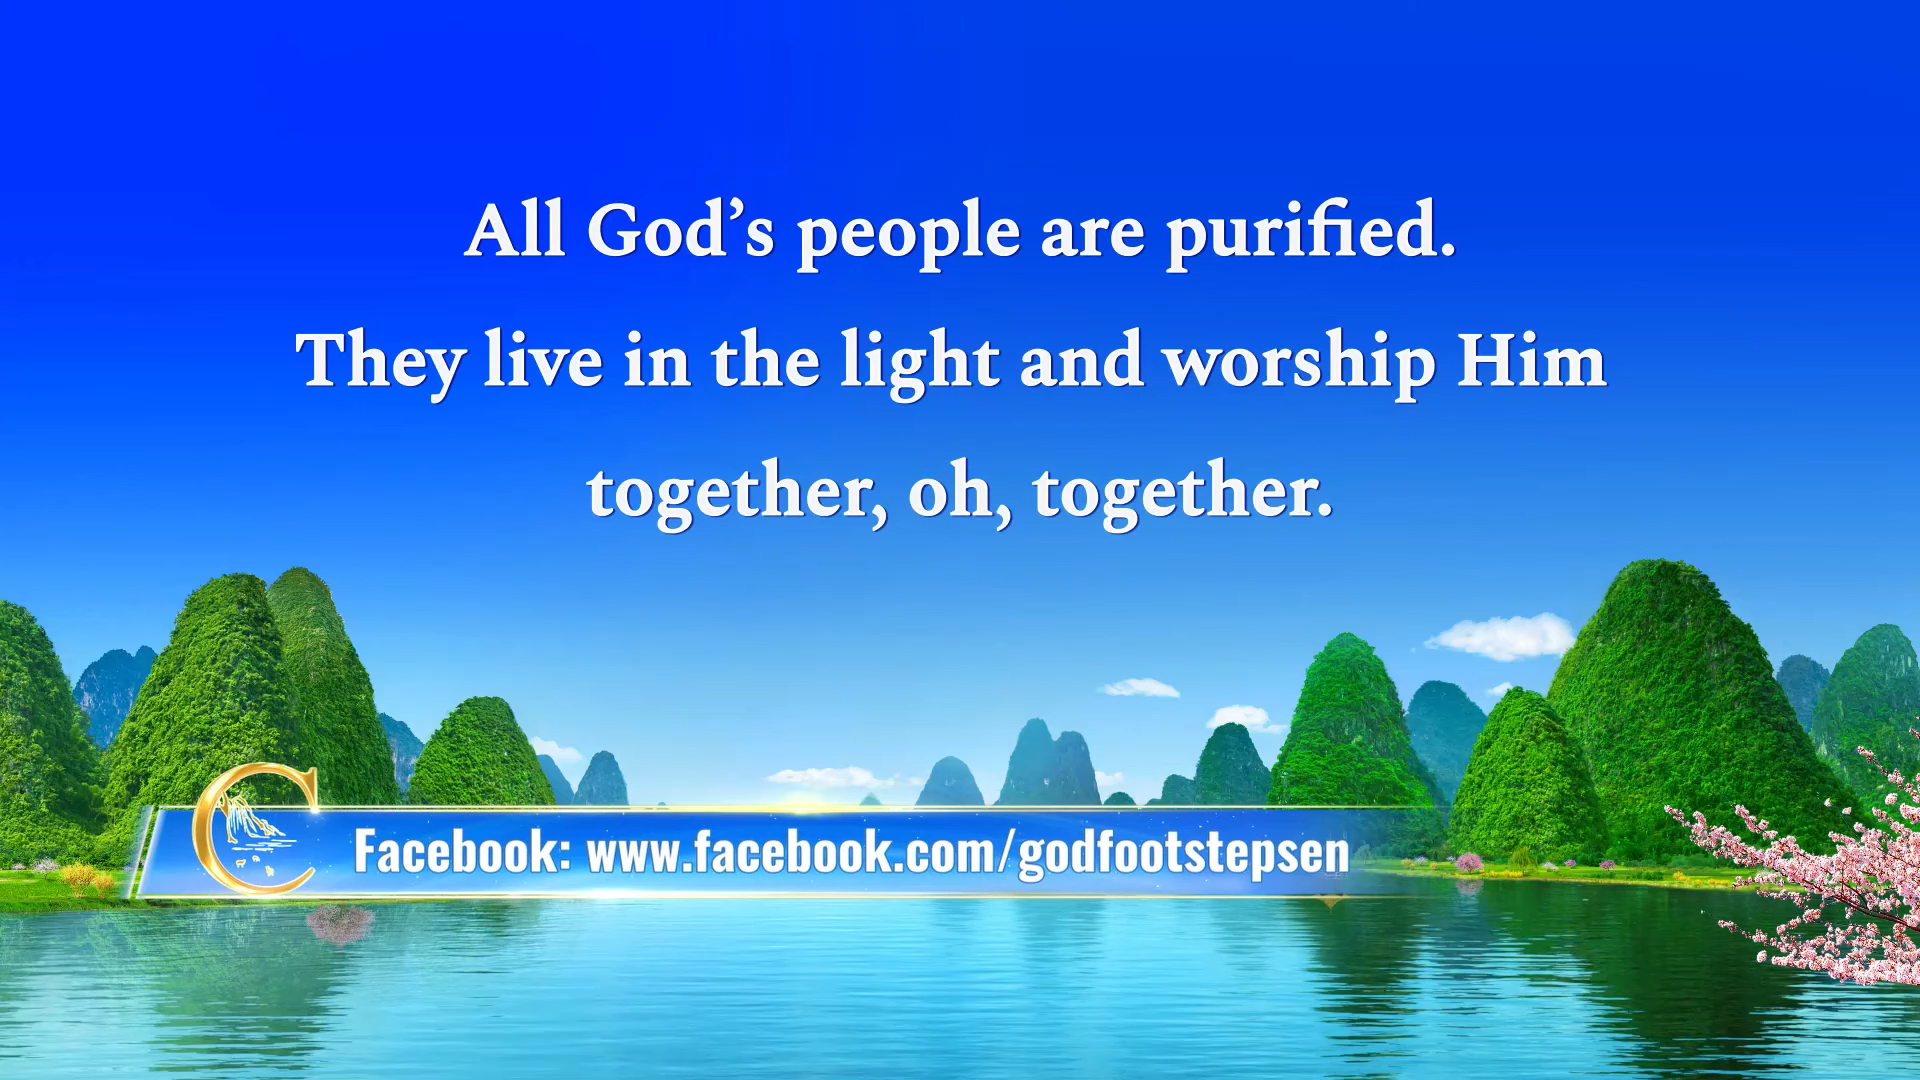 All God’s people are purified.
They live in the light and worship Him
together, oh, together.
Facebook: www.facebook.com/godfootstepsen